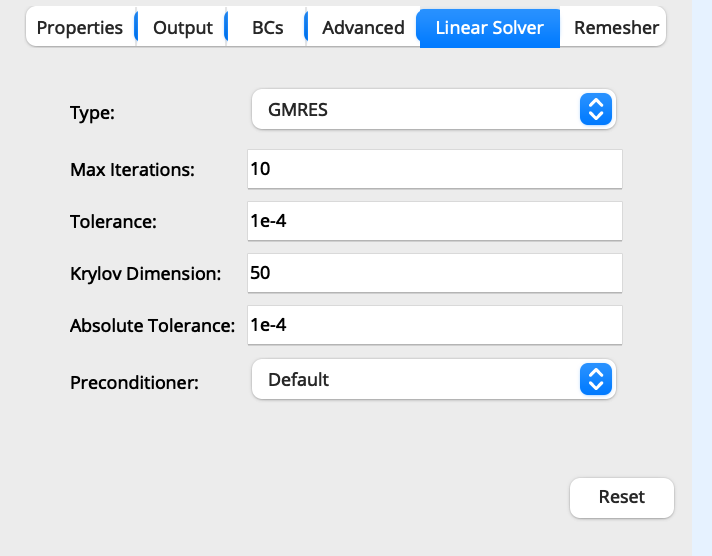 Properties Output BCs Advanced Linear Solver Remesher
Type: GMRES
Max Iterations: 10
Tolerance: 1e-4
Krylov Dimension: 50
Absolute Tolerance: 1e-4
Preconditioner: Default
Reset